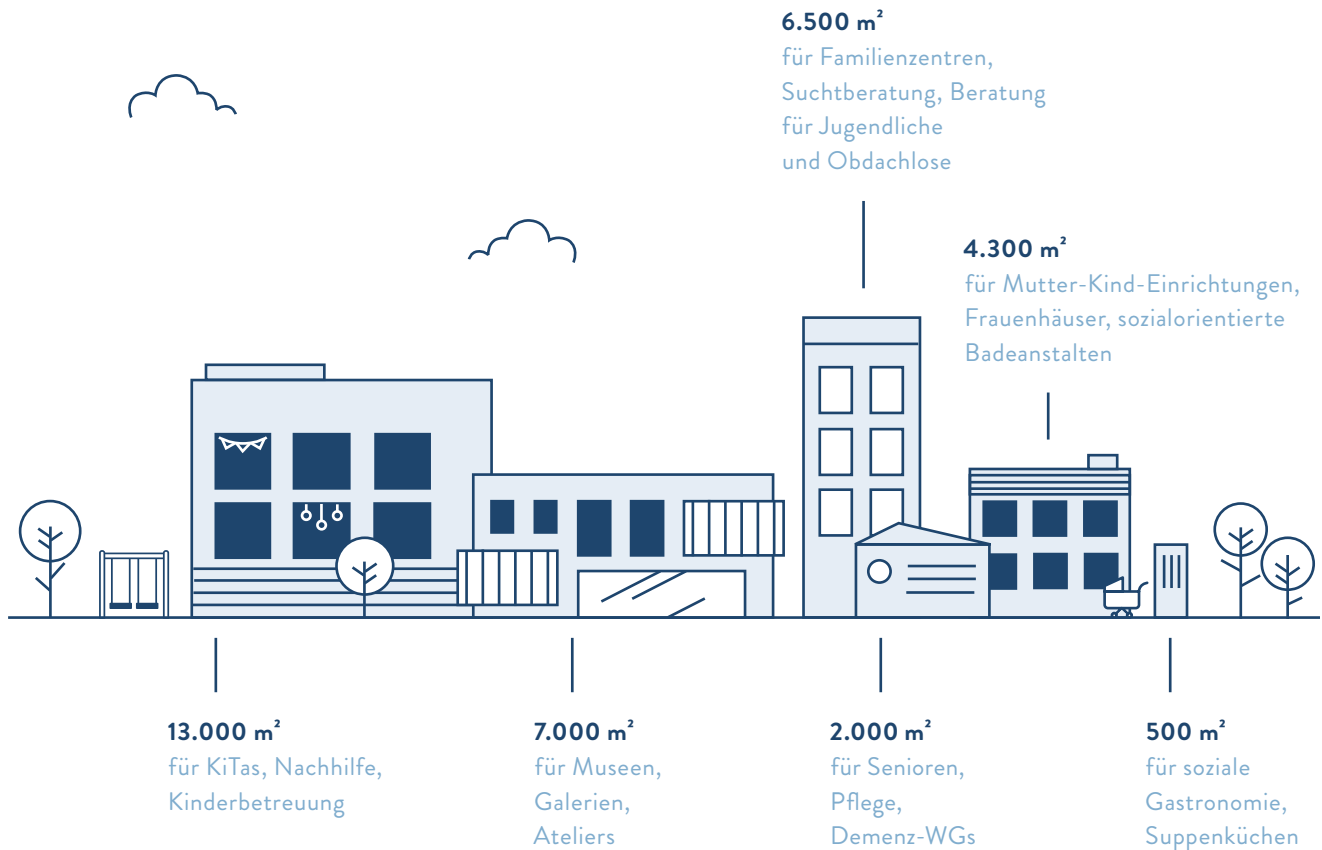 6.500 m²
für Familienzentren,
Suchtberatung, Beratung
für Jugendliche
und Obdachlose
4.300 m²
für Mutter-Kind-Einrichtungen,
Frauenhäuser, sozialorientierte
Badeanstalten
13.000 m²
für KiTas, Nachhilfe,
Kinderbetreuung
7.000 m²
für Museen,
Galerien,
Ateliers
2.000 m²
für Senioren,
Pflege,
Demenz-WGs
500 m²
für soziale
Gastronomie,
Suppenküchen